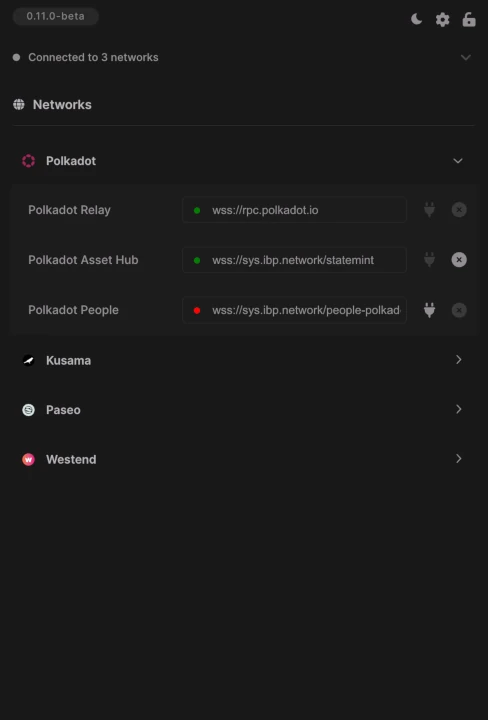 0.11.0-beta
Connected to 3 networks
Networks
Polkadot
Polkadot Relay wss://rpc.polkadot.io
Polkadot Asset Hub wss://sys.ibp.network/statemint
Polkadot People wss://sys.ibp.network/people-polkad
Kusama
Paseo
Westend